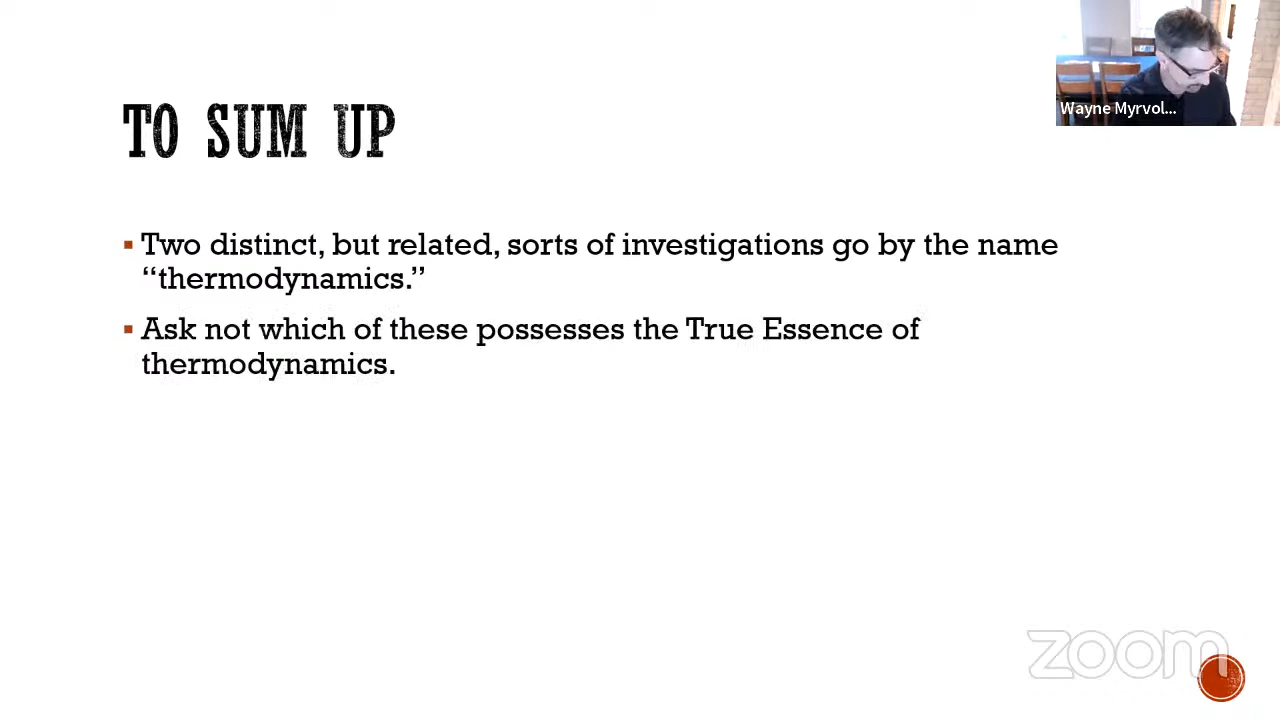 Wayne Myrvol...
TO SUM UP
Two distinct, but related, sorts of investigations go by the name
“thermodynamics.”
Ask not which of these possesses the True Essence of
thermodynamics.
zoom